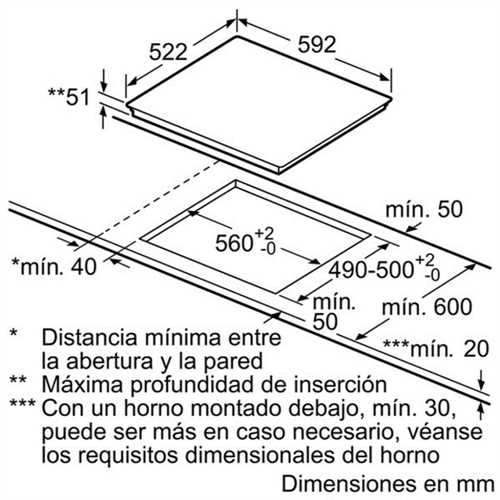 522
592
**51
mín. 50
560+2-0
*mín. 40
490-500+2-0
mín. 50
mín. 600
***mín. 20
* Distancia mínima entre
la abertura y la pared
** Máxima profundidad de inserción
*** Con un horno montado debajo, mín. 30,
puede ser más en caso necesario, véanse
los requisitos dimensionales del horno
Dimensiones en mm